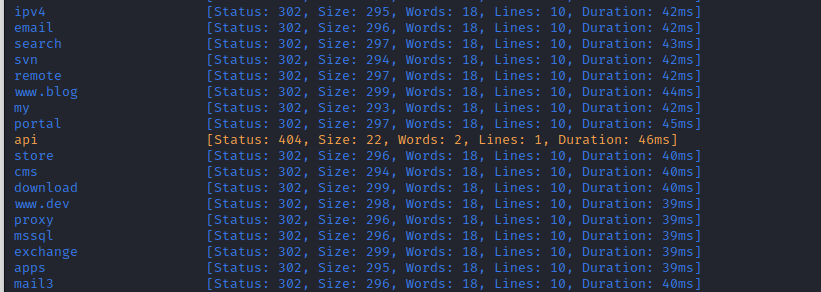 ipv4 [Status: 302, Size: 295, Words: 18, Lines: 10, Duration: 42ms]
email [Status: 302, Size: 296, Words: 18, Lines: 10, Duration: 42ms]
search [Status: 302, Size: 297, Words: 18, Lines: 10, Duration: 43ms]
svn [Status: 302, Size: 294, Words: 18, Lines: 10, Duration: 42ms]
remote [Status: 302, Size: 297, Words: 18, Lines: 10, Duration: 42ms]
www.blog [Status: 302, Size: 299, Words: 18, Lines: 10, Duration: 44ms]
my [Status: 302, Size: 293, Words: 18, Lines: 10, Duration: 42ms]
portal [Status: 302, Size: 297, Words: 18, Lines: 10, Duration: 45ms]
api [Status: 404, Size: 22, Words: 2, Lines: 1, Duration: 46ms]
store [Status: 302, Size: 296, Words: 18, Lines: 10, Duration: 40ms]
cms [Status: 302, Size: 294, Words: 18, Lines: 10, Duration: 40ms]
download [Status: 302, Size: 299, Words: 18, Lines: 10, Duration: 40ms]
www.dev [Status: 302, Size: 298, Words: 18, Lines: 10, Duration: 39ms]
proxy [Status: 302, Size: 296, Words: 18, Lines: 10, Duration: 39ms]
mssql [Status: 302, Size: 296, Words: 18, Lines: 10, Duration: 39ms]
exchange [Status: 302, Size: 299, Words: 18, Lines: 10, Duration: 39ms]
apps [Status: 302, Size: 295, Words: 18, Lines: 10, Duration: 39ms]
mail3 [Status: 302, Size: 296, Words: 18, Lines: 10, Duration: 40ms]